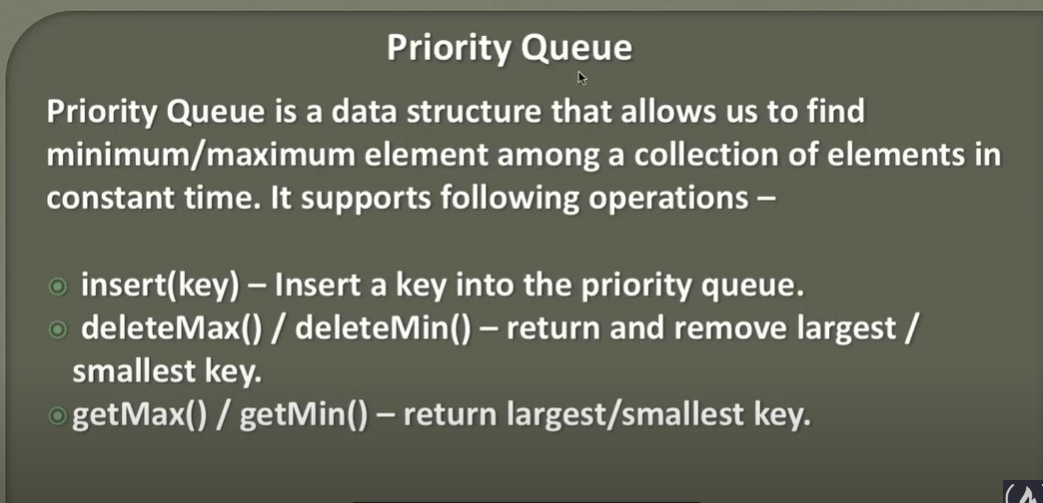 Priority Queue
Priority Queue is a data structure that allows us to find
minimum/maximum element among a collection of elements in
constant time. It supports following operations –
insert(key) – Insert a key into the priority queue.
deleteMax() / deleteMin() – return and remove largest /
smallest key.
getMax() / getMin() – return largest/smallest key.